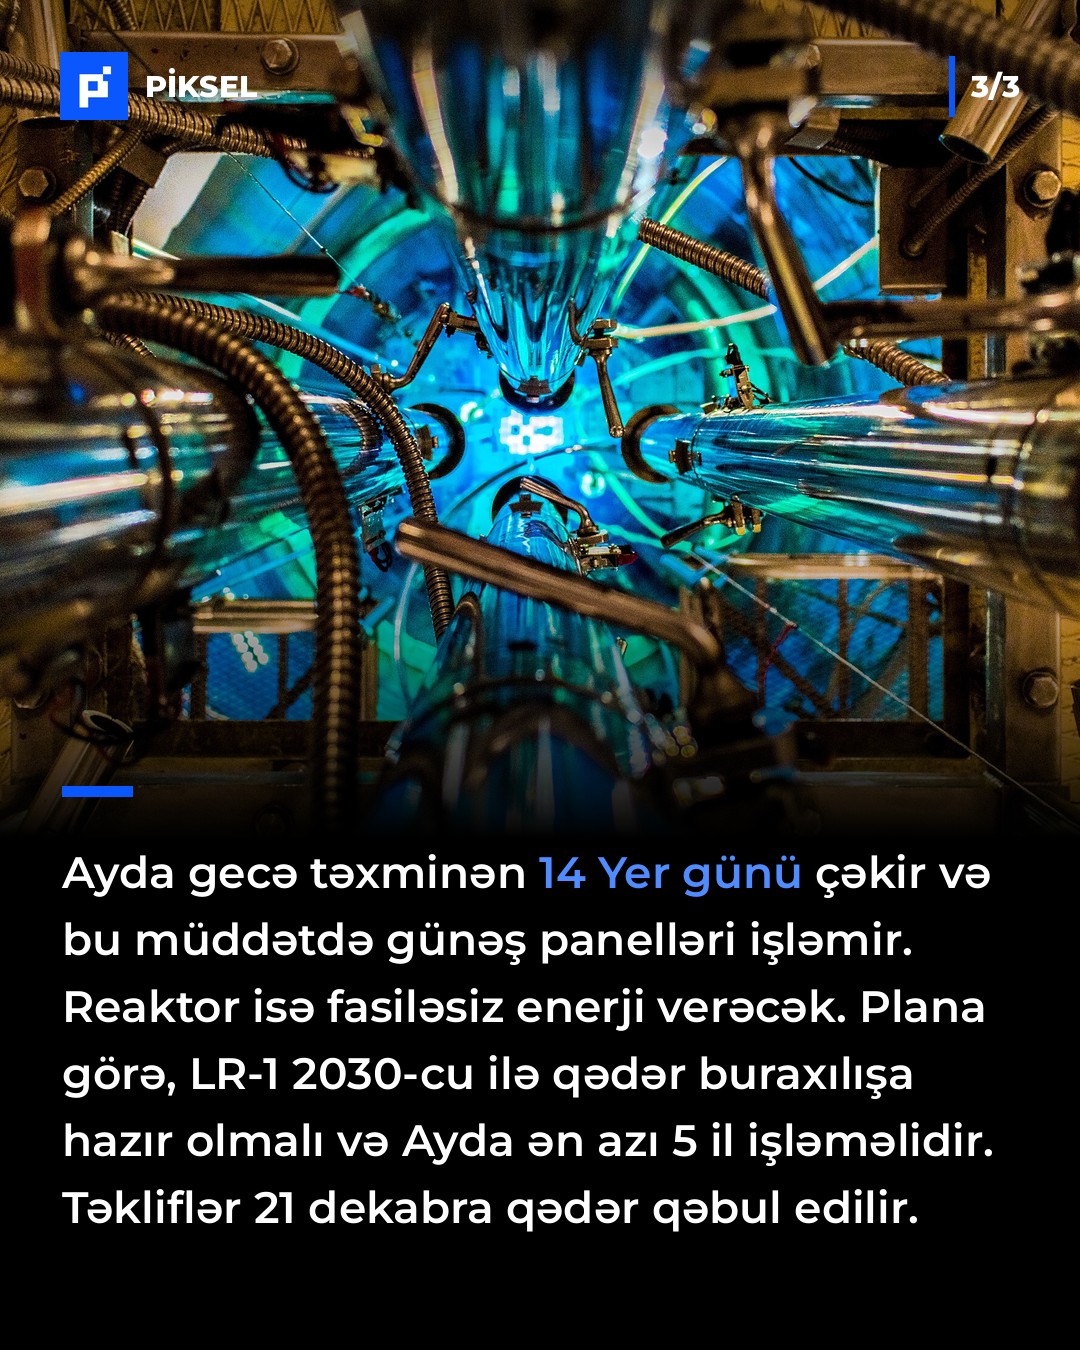 PİKSEL
3/3
Ayda gecə təxminən 14 Yer günü çəkir və
bu müddətdə günəş panelləri işləmir.
Reaktor isə fasiləsiz enerji verəcək. Plana
görə, LR-1 2030-cu ilə qədər buraxılışa
hazır olmalı və Ayda ən azı 5 il işləməlidir.
Təkliflər 21 dekabra qədər qəbul edilir.